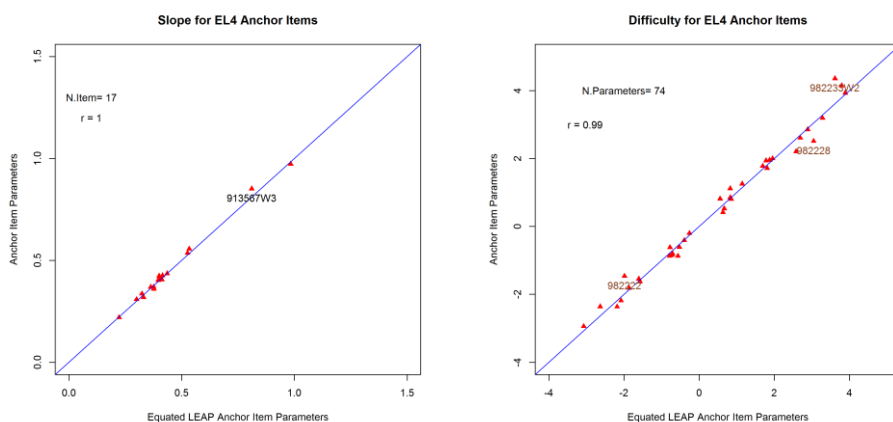 Slope for EL4 Anchor Items
N.Item= 17
r = 1
913567W3
Anchor Item Parameters
0.0 0.5 1.0 1.5
0.0 0.5 1.0 1.5
Equated LEAP Anchor Item Parameters
Difficulty for EL4 Anchor Items
N.Parameters= 74
r = 0.99
982233W2
982228
982222
Anchor Item Parameters
-4 -2 0 2 4
-4 -2 0 2 4
Equated LEAP Anchor Item Parameters